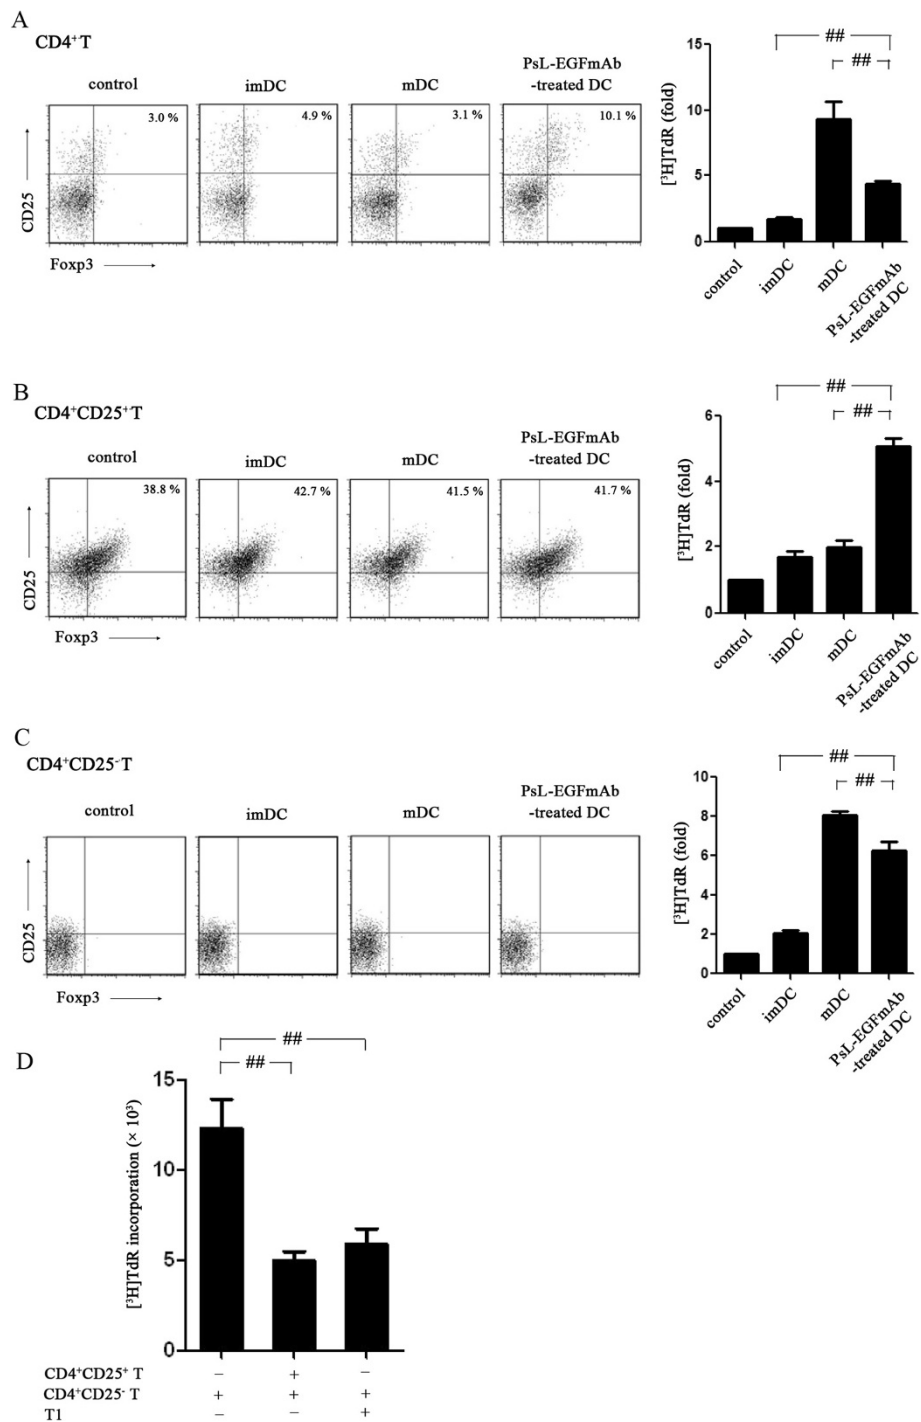 A
CD4⁺T
control
imDC
mDC
PsL-EGFmAb
-treated DC
3.0 %
4.9 %
3.1 %
10.1 %
CD25
Foxp3
[³H]TdR (fold)
15
10
5
0
##
##
control
imDC
mDC
PsL-EGFmAb
-treated DC
B
CD4⁺CD25⁺T
control
imDC
mDC
PsL-EGFmAb
-treated DC
38.8 %
42.7 %
41.5 %
41.7 %
CD25
Foxp3
[³H]TdR (fold)
6
4
2
0
##
##
control
imDC
mDC
PsL-EGFmAb
-treated DC
C
CD4⁺CD25⁻T
control
imDC
mDC
PsL-EGFmAb
-treated DC
CD25
Foxp3
[³H]TdR (fold)
10
8
6
4
2
0
##
##
control
imDC
mDC
PsL-EGFmAb
-treated DC
D
##
##
[³H]TdR incorporation (× 10³)
15
10
5
0
CD4⁺CD25⁺ T − + −
CD4⁺CD25⁻ T + + +
T1 − − +